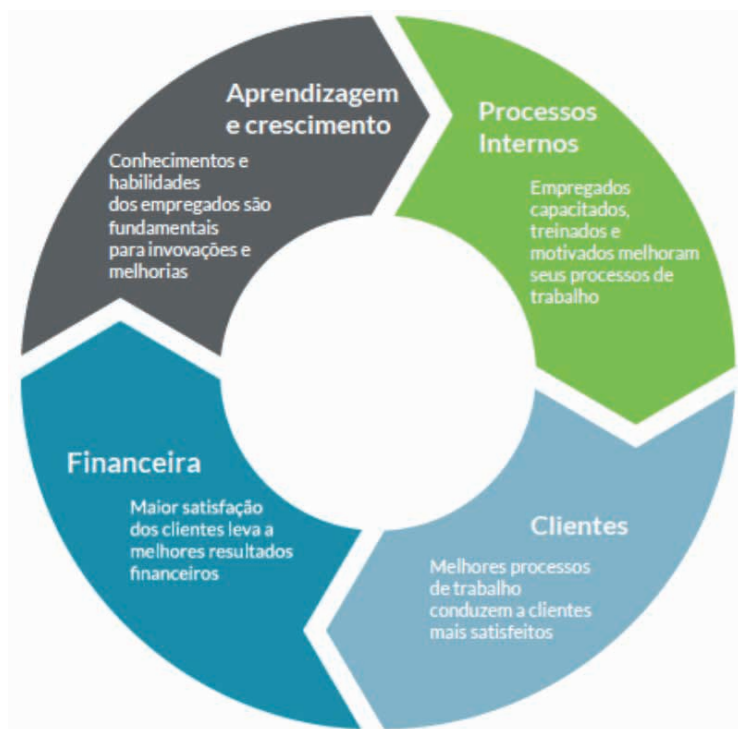 Aprendizagem
e crescimento
Conhecimentos e
habilidades
dos empregados são
fundamentais
para invovações e
melhorias
Processos
Internos
Empregados
capacitados,
treinados e
motivados melhoram
seus processos de
trabalho
Clientes
Melhores processos
de trabalho
conduzem a clientes
mais satisfeitos
Financeira
Maior satisfação
dos clientes leva a
melhores resultados
financeiros